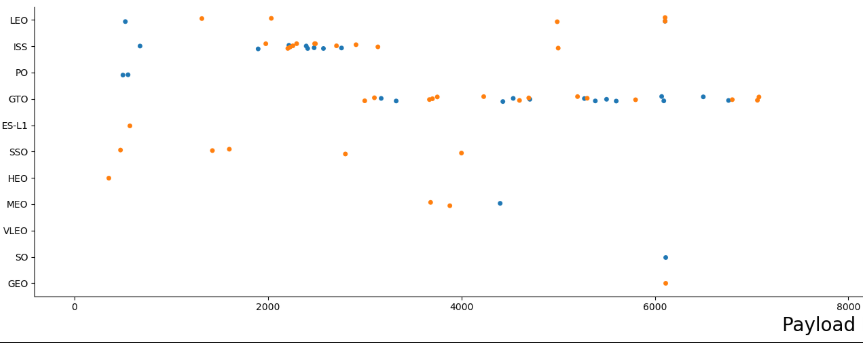 LEO
ISS
PO
GTO
ES-L1
SSO
HEO
MEO
VLEO
SO
GEO
0 2000 4000 6000 8000
Payload